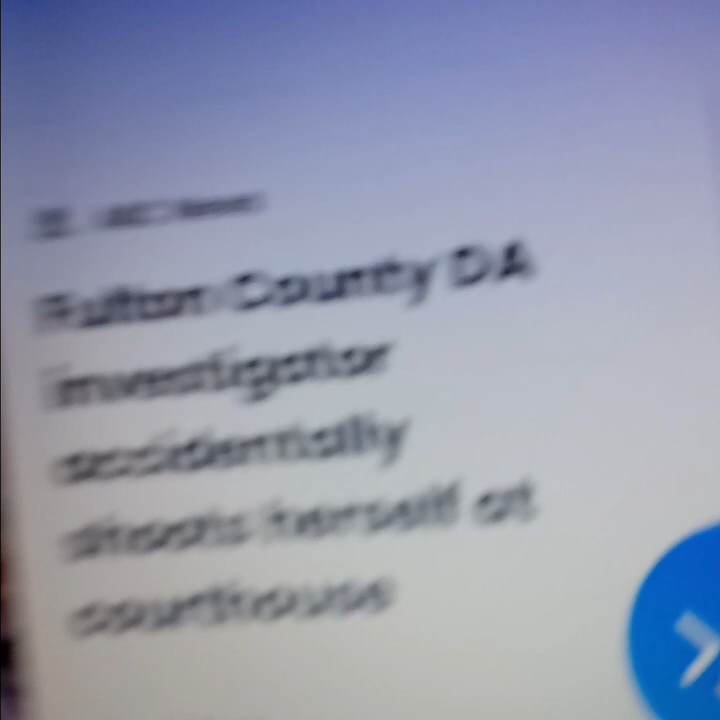 Fulton County DA
investigator
accidentally
shoots herself at
courthouse